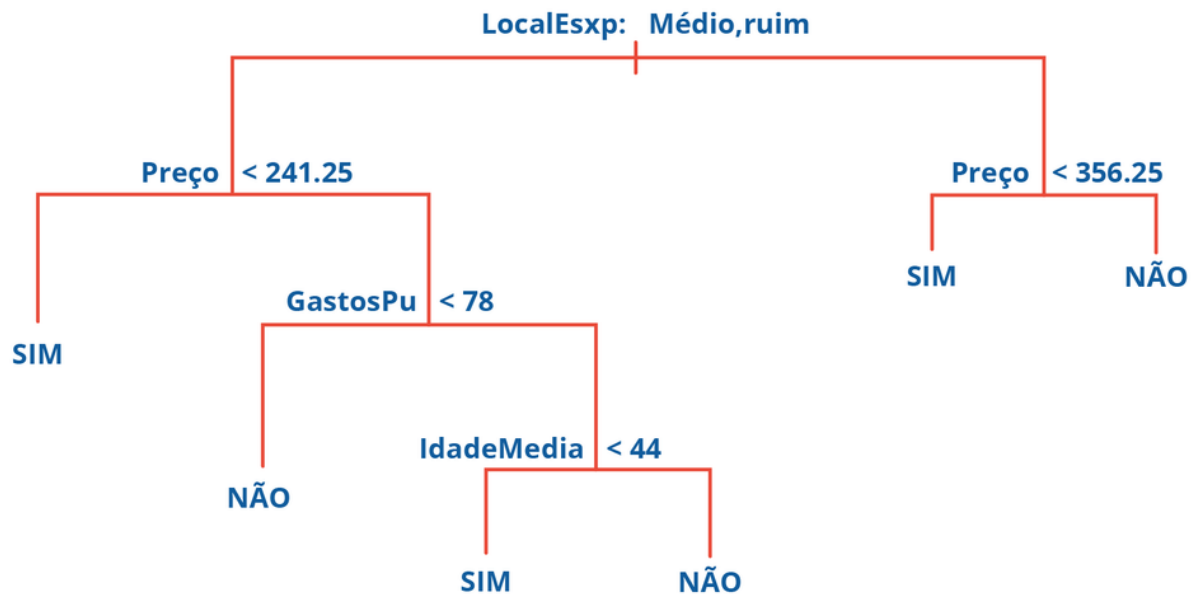 LocalEsxp: Médio,ruim
Preço < 241.25
Preço < 356.25
SIM
NÃO
GastosPu < 78
SIM
IdadeMedia < 44
NÃO
SIM
NÃO